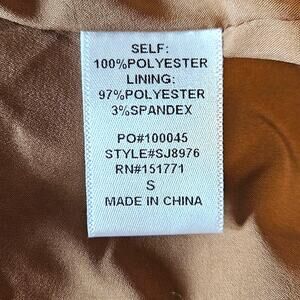 SELF:
100%POLYESTER
LINING:
97%POLYESTER
3%SPANDEX
PO#100045
STYLE#SJ8976
RN#151771
S
MADE IN CHINA